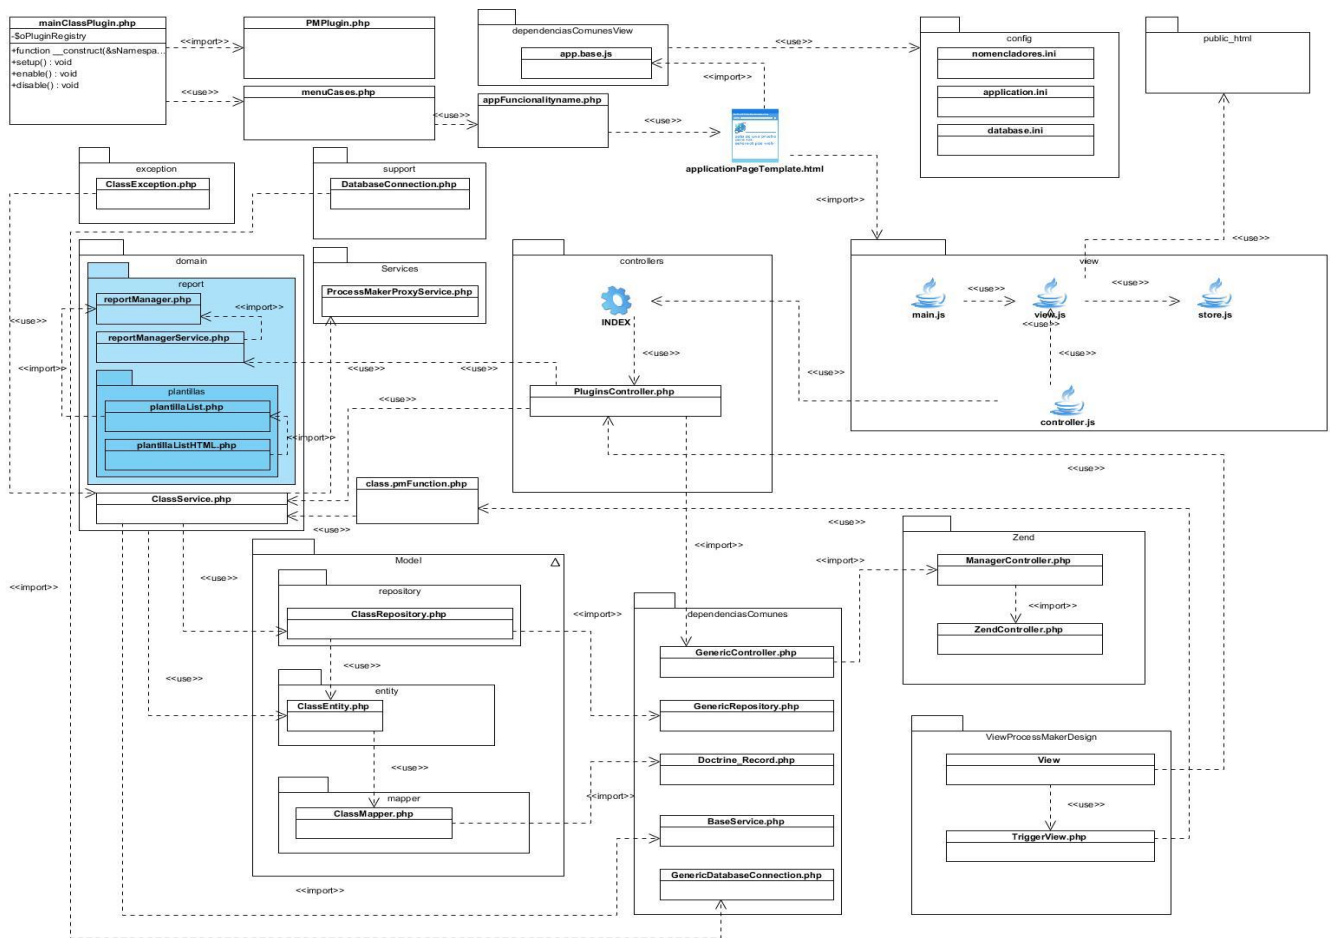 mainClassPlugin.php
-$oPluginRegistry
+function __construct(&sNamespa...
+setup() : void
+enable() : void
+disable() : void
<<import>>
<<use>>
PMPlugin.php
menuCases.php
<<use>>
dependenciasComunesView
app.base.js
appFuncionalityname.php
<<use>>
<<import>>
<<use>>
applicationPageTemplate.html
<<import>>
config
nomencladores.ini
application.ini
database.ini
public_html
<<use>>
exception
ClassException.php
support
DatabaseConnection.php
domain
report
reportManager.php
<<import>>
reportManagerService.php
<<use>>
<<import>>
plantillas
plantillaList.php
<<import>>
plantillaListHTML.php
ClassService.php
Services
ProcessMakerProxyService.php
<<use>>
<<use>>
<<use>>
controllers
INDEX
<<use>>
PluginsController.php
<<use>>
view
main.js
<<use>>
view.js
<<use>>
<<use>>
store.js
<<use>>
controller.js
<<use>>
class.pmFunction.php
<<use>>
<<use>>
<<import>>
<<import>>
<<import>>
Zend
ManagerController.php
<<import>>
ZendController.php
Model
<<use>>
repository
ClassRepository.php
<<import>>
<<use>>
<<use>>
entity
ClassEntity.php
<<use>>
mapper
ClassMapper.php
<<import>>
<<import>>
dependenciasComunes
GenericController.php
GenericRepository.php
Doctrine_Record.php
BaseService.php
GenericDatabaseConnection.php
ViewProcessMakerDesign
View
<<use>>
TriggerView.php